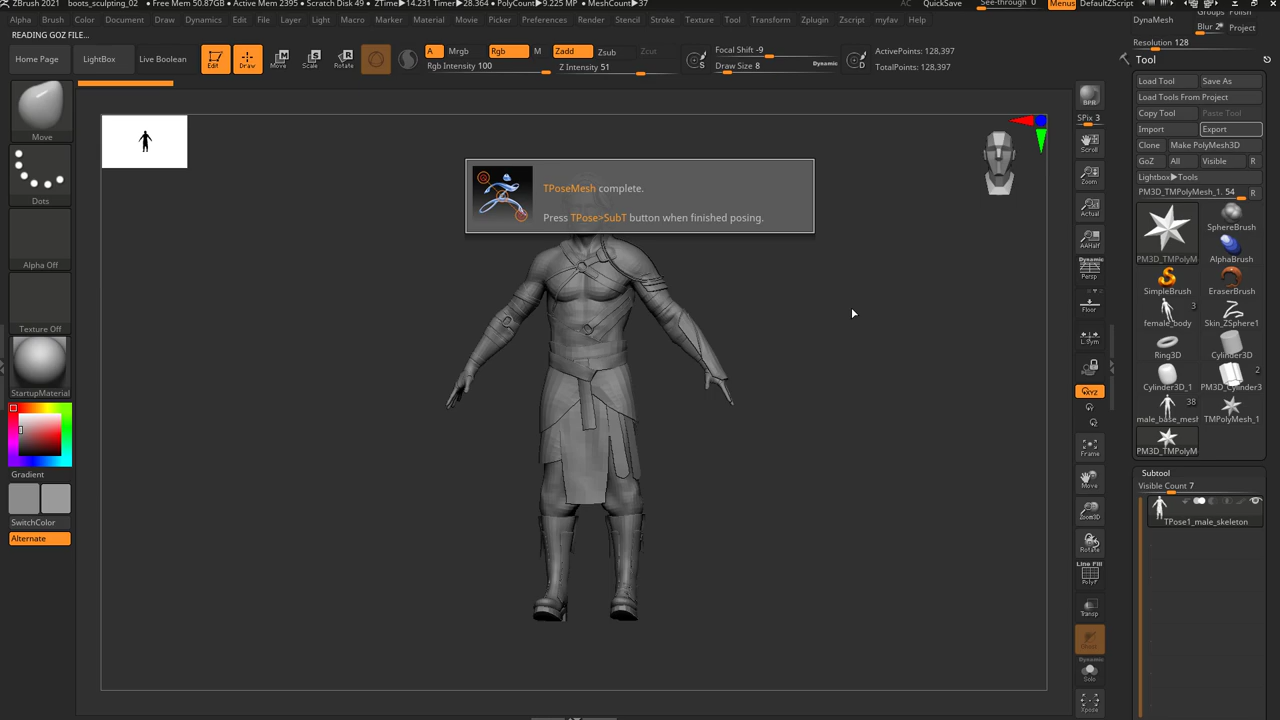 ZBrush 2021 boots_sculpting_02 ● • Free Mem 50.87GB • Active Mem 2395 • Scratch Disk 49 • ZTime▶14.231 Timer▶28.364 • PolyCount▶9.225 MP • MeshCount▶37 AC QuickSave See-through 0 Menus DefaultZScript
Alpha Brush Color Document Draw Dynamics Edit File Layer Light Macro Marker Material Movie Picker Preferences Render Stencil Stroke Texture Tool Transform Zplugin Zscript myfav Help
READING GOZ FILE...
Home Page
LightBox
Live Boolean
Edit
Draw
Move
Scale
Rotate
A Mrgb Rgb M Zadd Zsub Zcut
Rgb Intensity 100 Z Intensity 51
S
Focal Shift -9
Draw Size 8 Dynamic
D
ActivePoints: 128,397
TotalPoints: 128,397
Move
Dots
Alpha Off
Texture Off
StartupMaterial
Gradient
SwitchColor
Alternate
TPoseMesh complete.
Press TPose>SubT button when finished posing.
BPR
SPix 3
Scroll
Zoom
Actual
AAHalf
Dynamic
Persp
Floor
L.Sym
XYZ
Frame
Move
Zoom3D
Rotate
Line Fill
PolyF
Transp
Dynamic
Solo
Xpose
DynaMesh
Groups Polish
Blur 2 Project
Resolution 128
Tool
Load Tool Save As
Load Tools From Project
Copy Tool Paste Tool
Import Export
Clone Make PolyMesh3D
GoZ All Visible R
Lightbox▶Tools
PM3D_TMPolyMesh_1. 54 R
PM3D_TMPolyM
SphereBrush
AlphaBrush
SimpleBrush EraserBrush
3
female_body Skin_ZSphere1
Ring3D Cylinder3D
2
Cylinder3D_1 PM3D_Cylinder3
38
male_base_mesh TMPolyMesh_1
PM3D_TMPolyM
Subtool
Visible Count 7
TPose1_male_skeleton